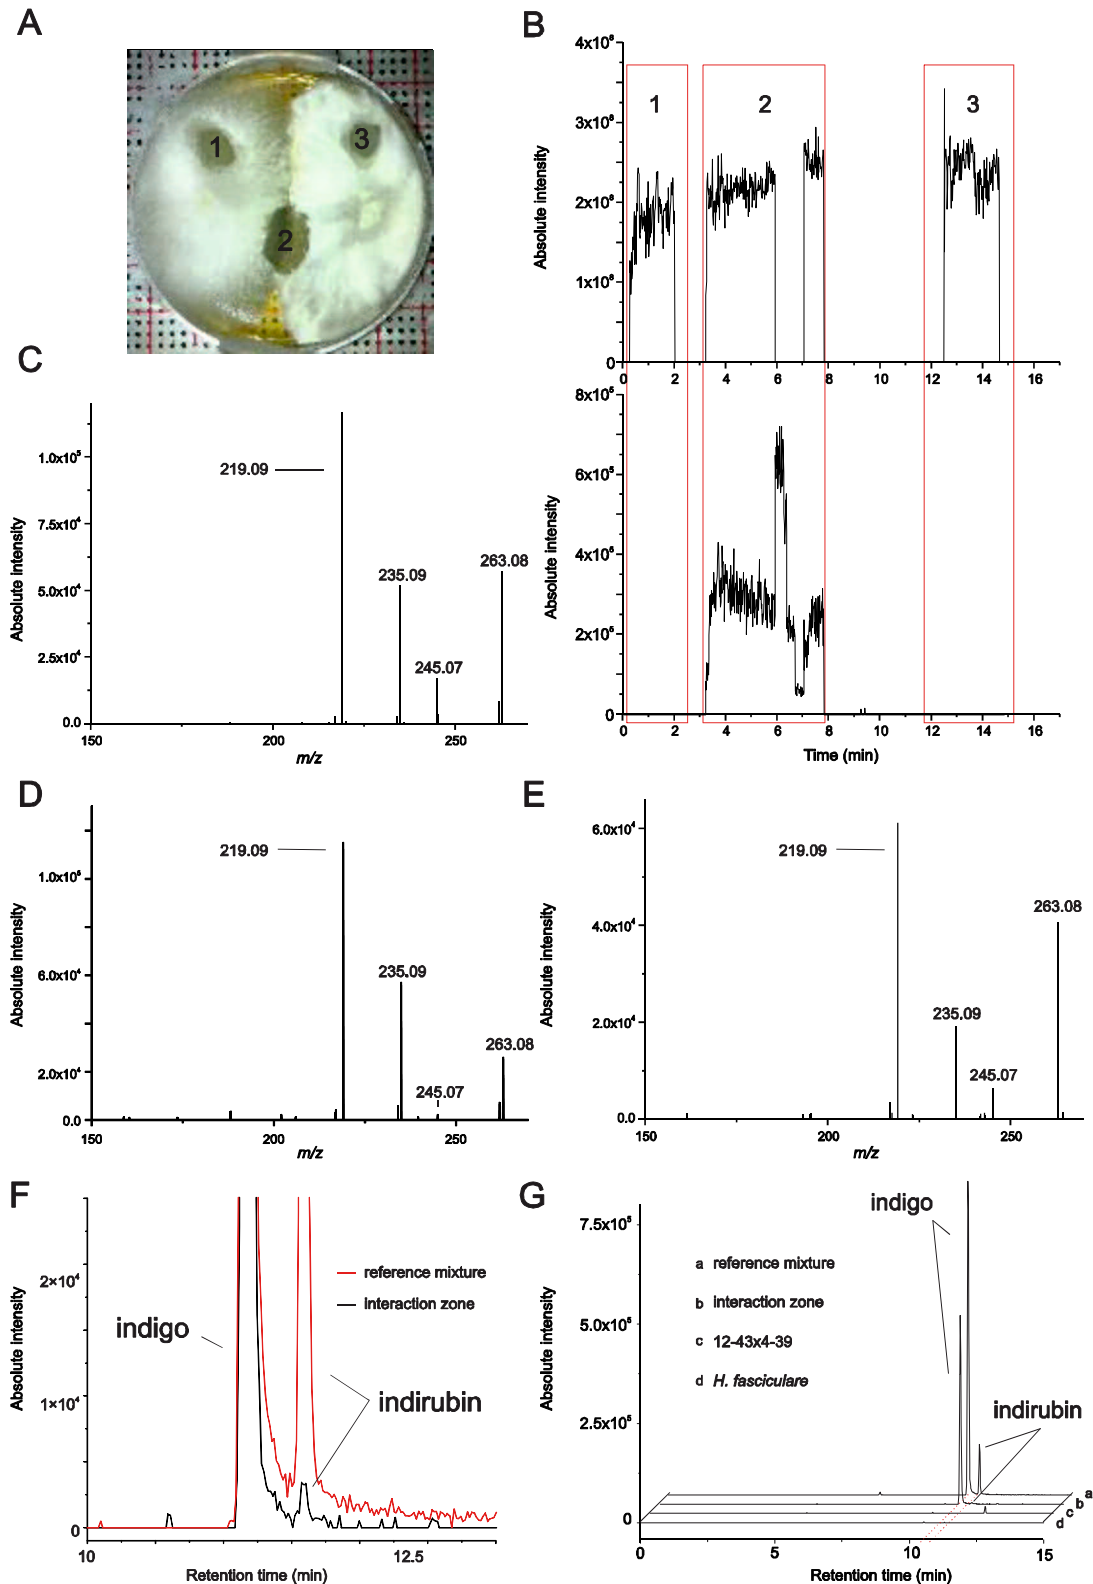 A
1
2
3
B
4x10⁶
3x10⁶
2x10⁶
1x10⁶
0
Absolute intensity
1
2
3
0 2 4 6 8 10 12 14 16
8x10⁵
6x10⁵
4x10⁵
2x10⁵
0
Absolute intensity
0 2 4 6 8 10 12 14 16
Time (min)
C
1.0x10⁵
7.5x10⁴
5.0x10⁴
2.5x10⁴
0.0
Absolute intensity
219.09
235.09
245.07
263.08
150 200 250
m/z
D
1.0x10⁵
6.0x10⁴
2.0x10⁴
0.0
Absolute intensity
219.09
235.09
245.07
263.08
150 200 250
m/z
E
6.0x10⁴
4.0x10⁴
2.0x10⁴
0.0
Absolute intensity
219.09
235.09
245.07
263.08
150 200 250
m/z
F
2×10⁴
1×10⁴
0
Absolute intensity
indigo
reference mixture
interaction zone
indirubin
10 12.5
Retention time (min)
G
7.5x10⁵
5.0x10⁵
2.5x10⁵
0
Absolute intensity
indigo
a reference mixture
b interaction zone
c 12-43x4-39
d H. fasciculare
indirubin
a
b
c
d
0 5 10 15
Retention time (min)